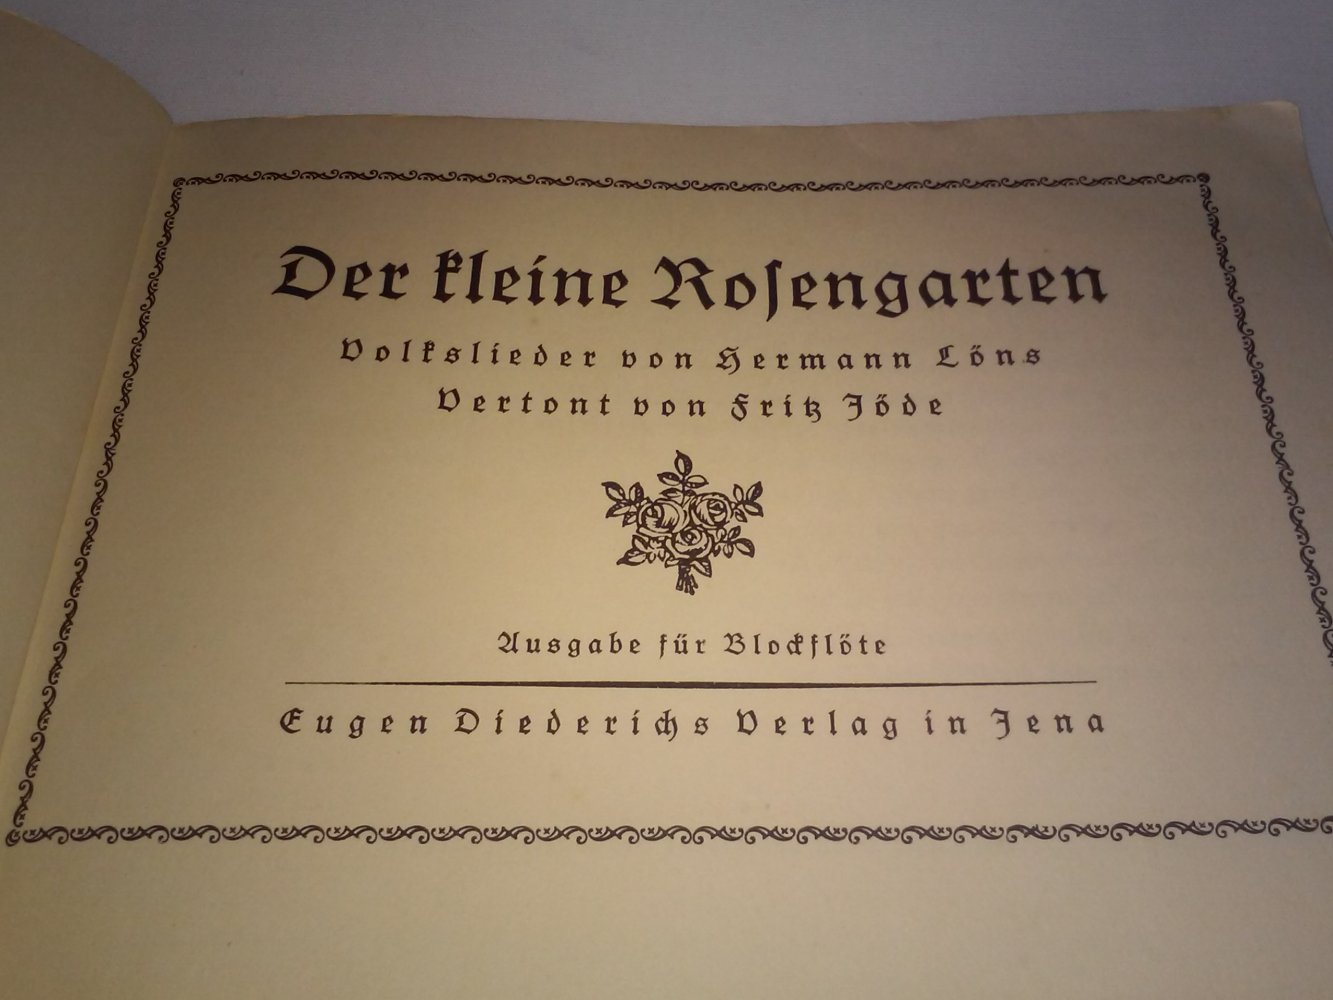 Der kleine Roſengarten
Volkslieder von Hermann Löns
Vertont von Fritz Jöde
Ausgabe für Blockflöte
Eugen Diederichs Verlag in Jena